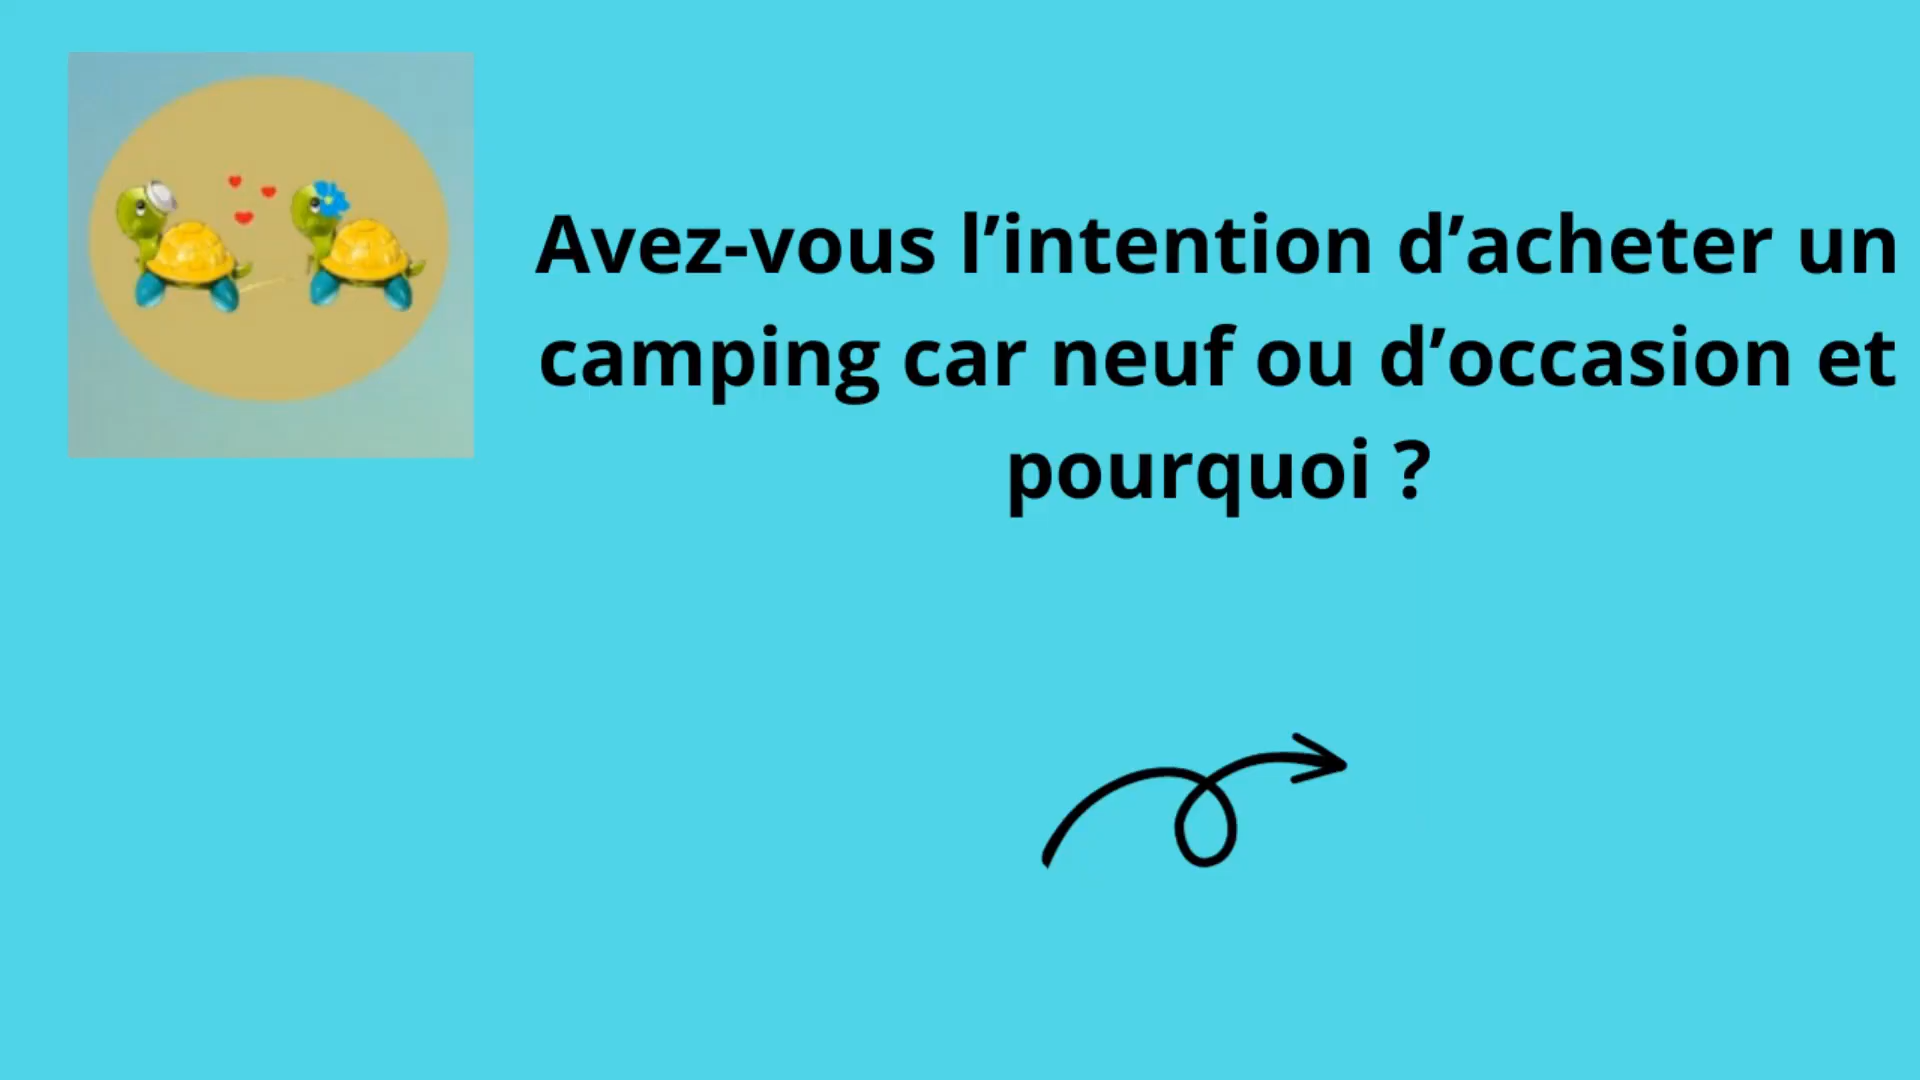 Avez-vous l’intention d’acheter un
camping car neuf ou d’occasion et
pourquoi ?